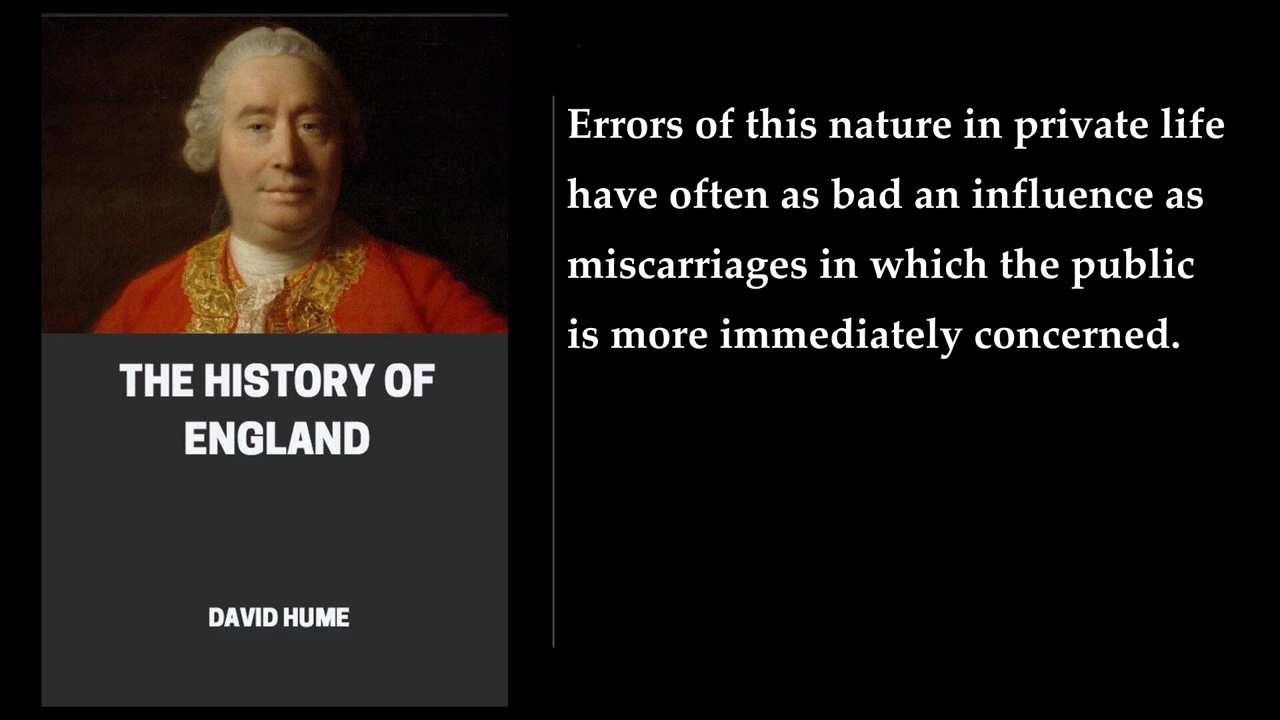 THE HISTORY OF
ENGLAND
DAVID HUME
Errors of this nature in private life
have often as bad an influence as
miscarriages in which the public
is more immediately concerned.